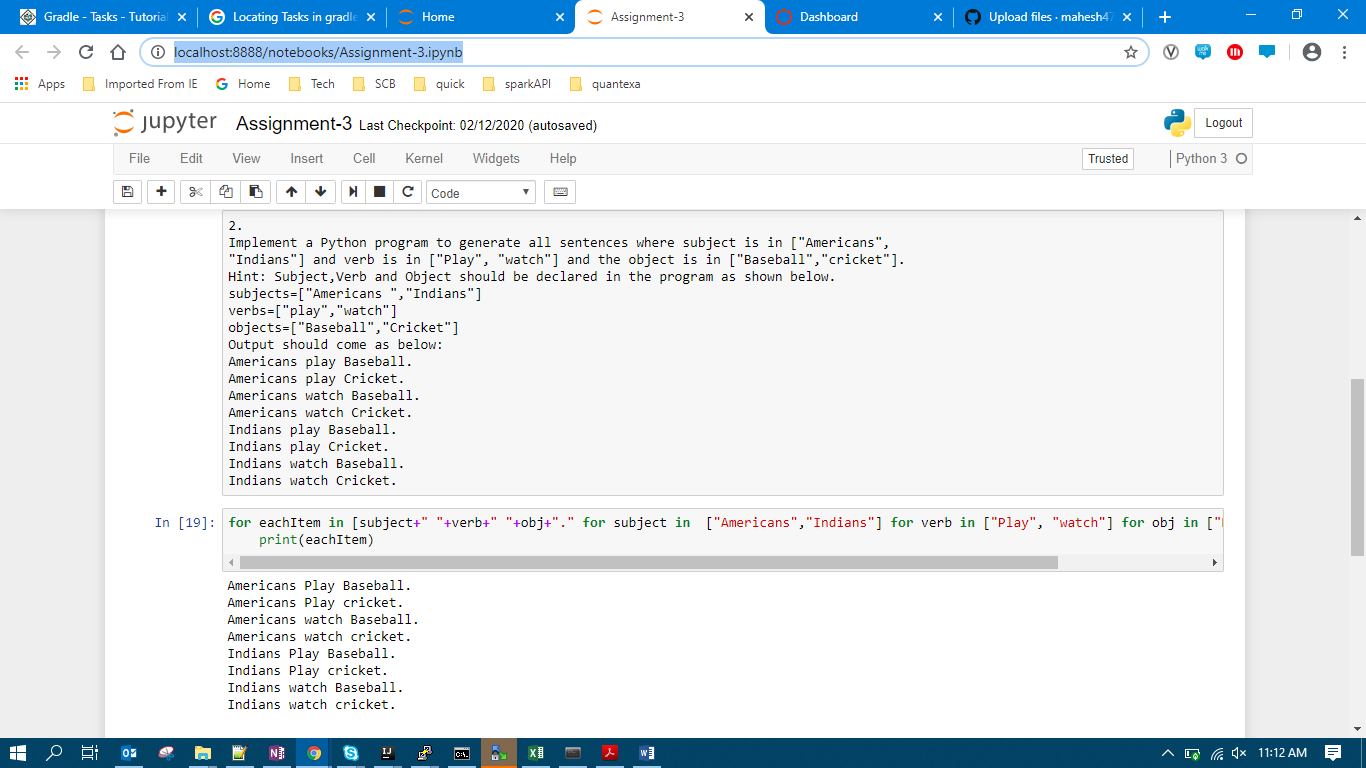 Gradle - Tasks - Tutorial
Locating Tasks in gradle
Home
Assignment-3
Dashboard
Upload files · mahesh47
localhost:8888/notebooks/Assignment-3.ipynb
Apps
Imported From IE
Home
Tech
SCB
quick
sparkAPI
quantexa
jupyter
Assignment-3 Last Checkpoint: 02/12/2020 (autosaved)
Logout
File Edit View Insert Cell Kernel Widgets Help
Trusted
Python 3
Code
2.
Implement a Python program to generate all sentences where subject is in ["Americans",
"Indians"] and verb is in ["Play", "watch"] and the object is in ["Baseball","cricket"].
Hint: Subject,Verb and Object should be declared in the program as shown below.
subjects=["Americans ","Indians"]
verbs=["play","watch"]
objects=["Baseball","Cricket"]
Output should come as below:
Americans play Baseball.
Americans play Cricket.
Americans watch Baseball.
Americans watch Cricket.
Indians play Baseball.
Indians play Cricket.
Indians watch Baseball.
Indians watch Cricket.
In [19]: for eachItem in [subject+" "+verb+" "+obj+"." for subject in  ["Americans","Indians"] for verb in ["Play", "watch"] for obj in ["
print(eachItem)
Americans Play Baseball.
Americans Play cricket.
Americans watch Baseball.
Americans watch cricket.
Indians Play Baseball.
Indians Play cricket.
Indians watch Baseball.
Indians watch cricket.
11:12 AM